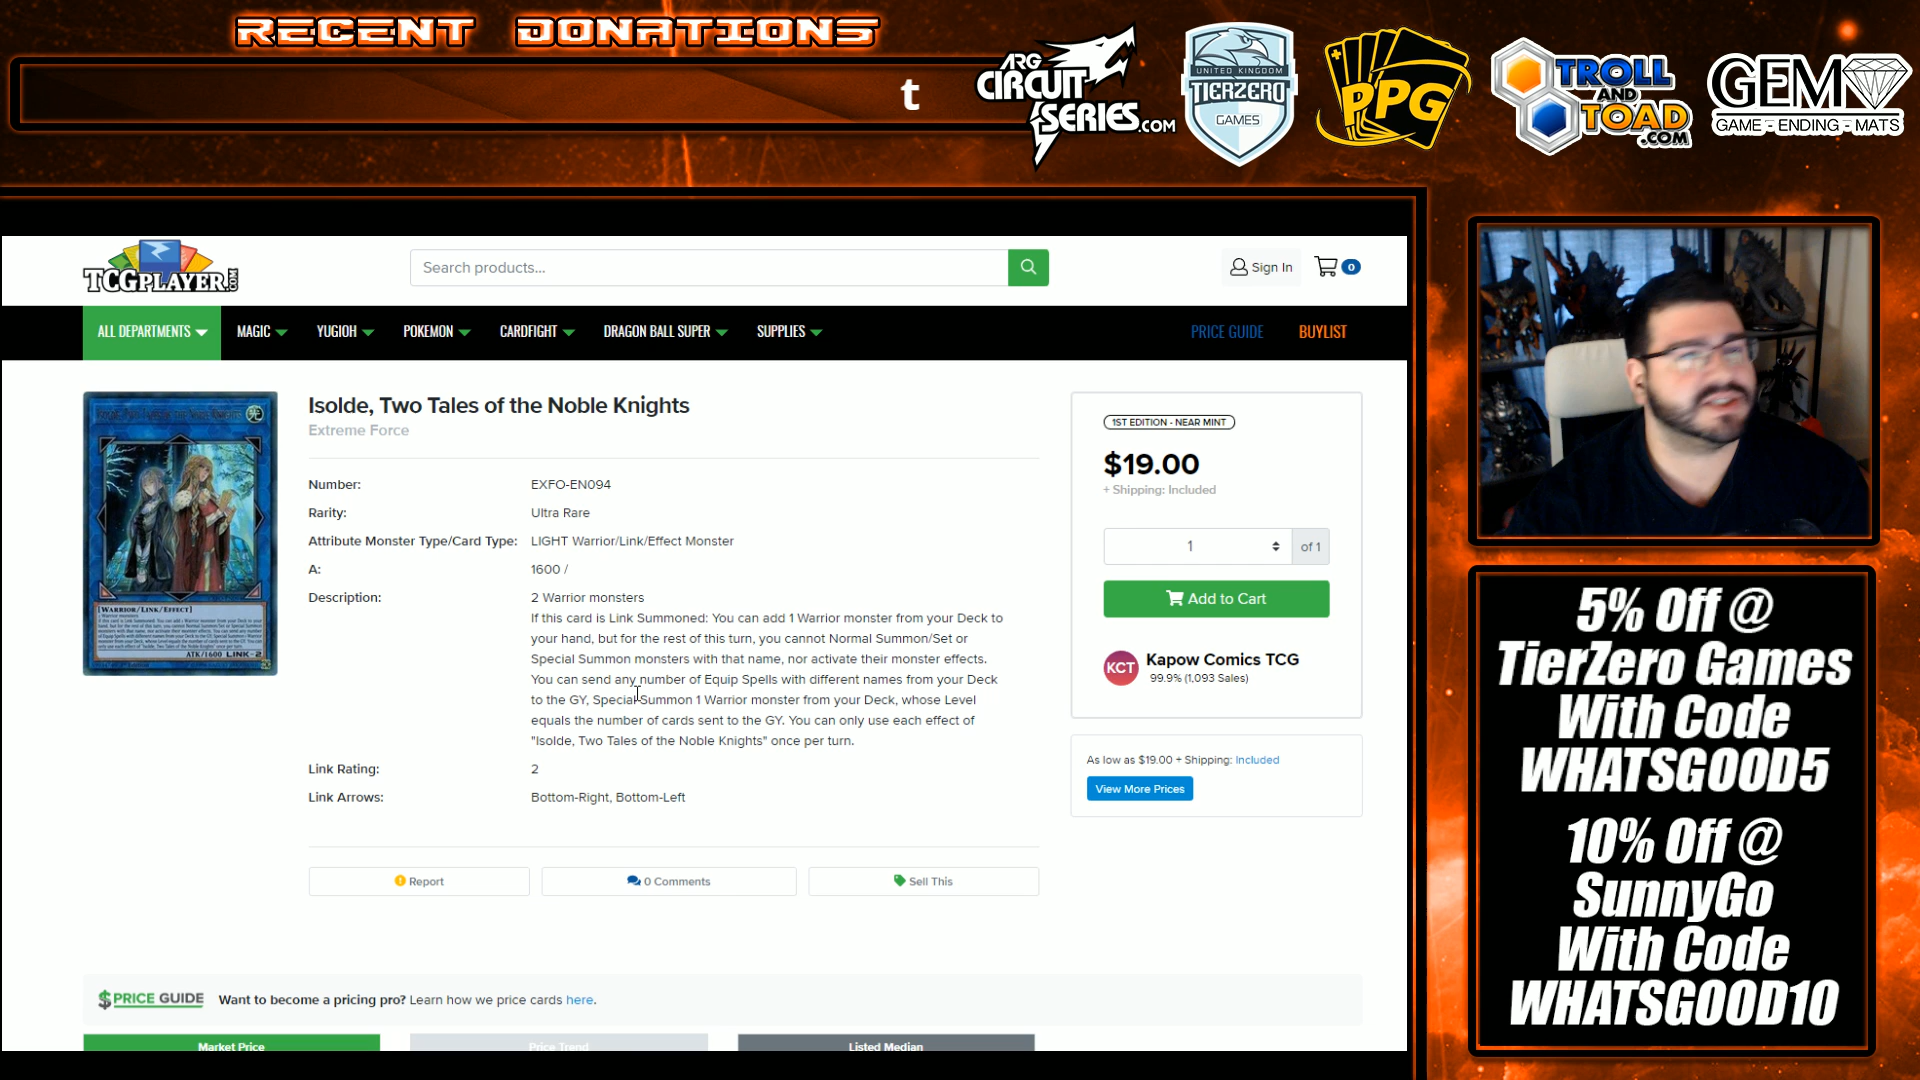 RECENT DONATIONS
t
ARG
CIRCUIT
SERIES.COM
UNITED KINGDOM
TIERZERO
GAMES
PPG
TROLL
AND
TOAD
.COM
GEM
GAME - ENDING - MATS
TCGPLAYER.COM
Search products...
Sign In
0
ALL DEPARTMENTS
MAGIC
YUGIOH
POKEMON
CARDFIGHT
DRAGON BALL SUPER
SUPPLIES
PRICE GUIDE
BUYLIST
Isolde, Two Tales of the Noble Knights
Extreme Force
Number: EXFO-EN094
Rarity: Ultra Rare
Attribute Monster Type/Card Type: LIGHT Warrior/Link/Effect Monster
A: 1600 /
Description: 2 Warrior monsters
If this card is Link Summoned: You can add 1 Warrior monster from your Deck to
your hand, but for the rest of this turn, you cannot Normal Summon/Set or
Special Summon monsters with that name, nor activate their monster effects.
You can send any number of Equip Spells with different names from your Deck
to the GY, Special Summon 1 Warrior monster from your Deck, whose Level
equals the number of cards sent to the GY. You can only use each effect of
"Isolde, Two Tales of the Noble Knights" once per turn.
Link Rating: 2
Link Arrows: Bottom-Right, Bottom-Left
[WARRIOR/LINK/EFFECT]
ATK/1600 LINK-2
Report
0 Comments
Sell This
1ST EDITION - NEAR MINT
$19.00
+ Shipping: Included
1
of 1
Add to Cart
KCT
Kapow Comics TCG
99.9% (1,093 Sales)
As low as $19.00 + Shipping: Included
View More Prices
$PRICE GUIDE
Want to become a pricing pro? Learn how we price cards here.
Market Price
Price Trend
Listed Median
5% Off @
TierZero Games
With Code
WHATSGOOD5
10% Off @
SunnyGo
With Code
WHATSGOOD10